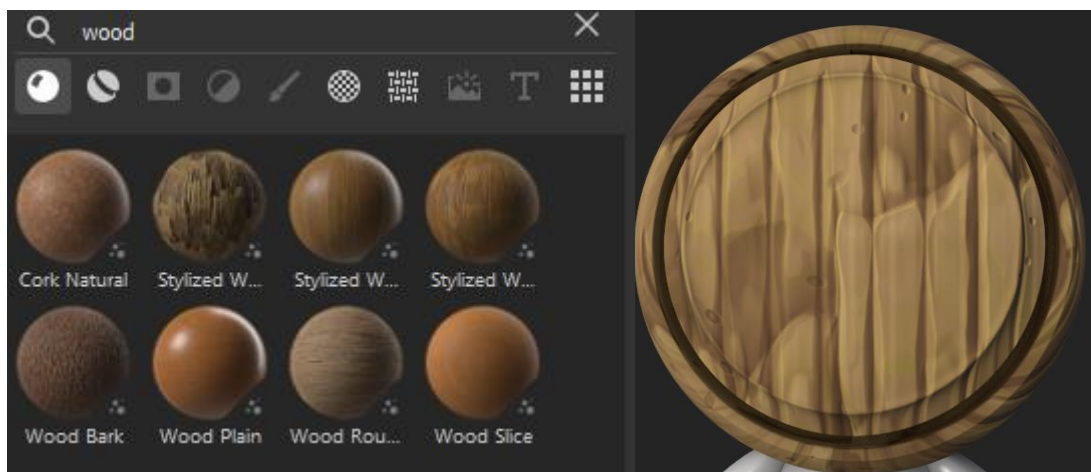 wood
T
Cork Natural
Stylized W...
Stylized W...
Stylized W...
Wood Bark
Wood Plain
Wood Rou...
Wood Slice